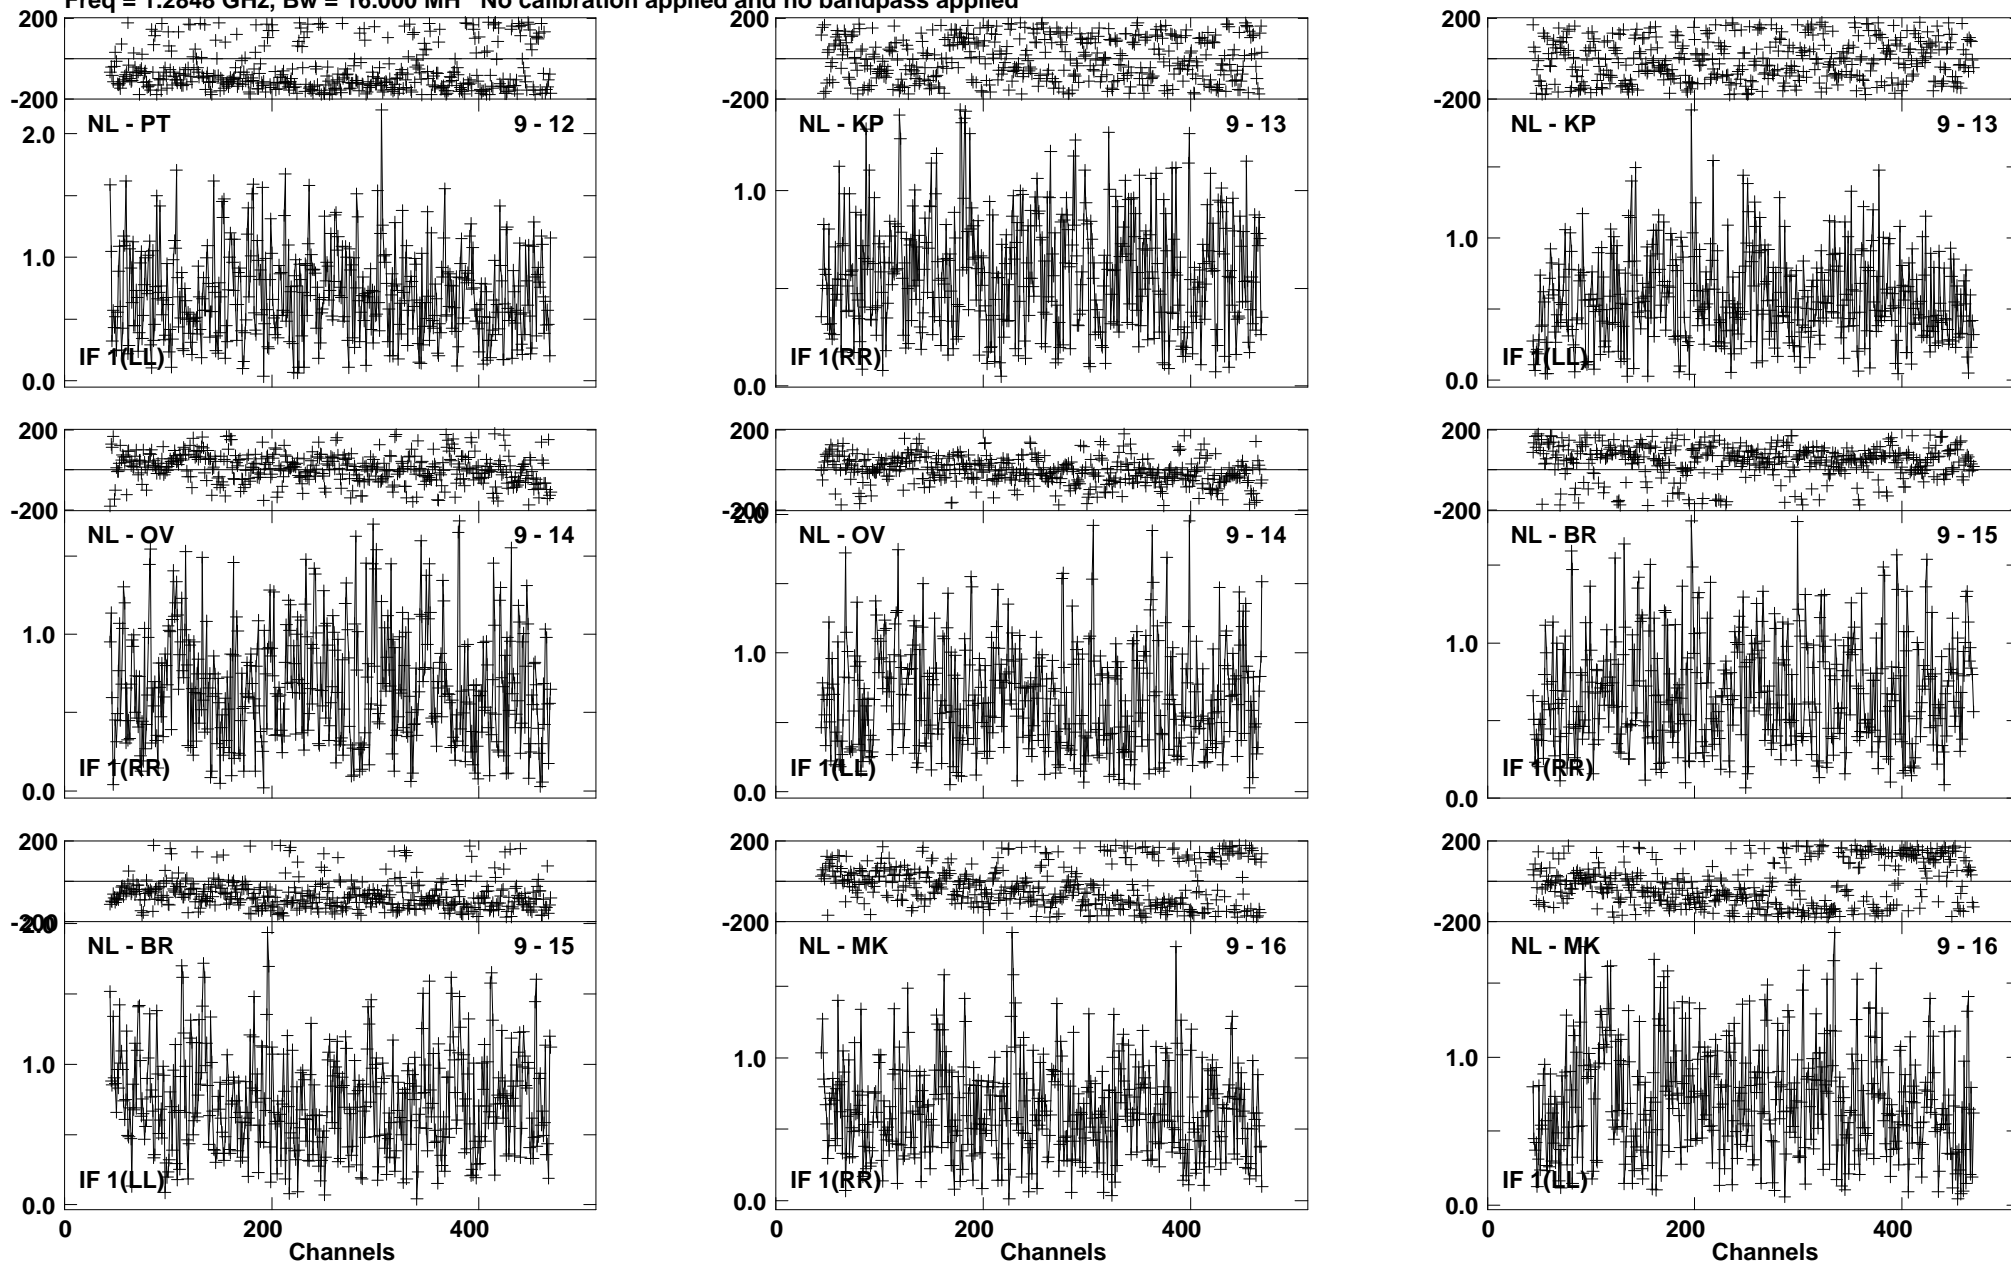 Freq = 1.2848 GHz, Bw = 16.000 MH No calibration applied and no bandpass applied
200
-200
NL - PT 9 - 12
2.0
1.0
0.0
IF 1(LL)
200
-200
NL - KP 9 - 13
1.0
0.0
IF 1(RR)
200
-200
NL - KP 9 - 13
1.0
0.0
IF 1(LL)
200
-200
NL - OV 9 - 14
1.0
0.0
IF 1(RR)
200
-200
2.0
NL - OV 9 - 14
1.0
0.0
IF 1(LL)
200
-200
NL - BR 9 - 15
1.0
0.0
IF 1(RR)
200
-200
2.0
NL - BR 9 - 15
1.0
0.0
IF 1(LL)
0 200 400
Channels
200
-200
NL - MK 9 - 16
1.0
0.0
IF 1(RR)
0 200 400
Channels
200
-200
NL - MK 9 - 16
1.0
0.0
IF 1(LL)
0 200 400
Channels